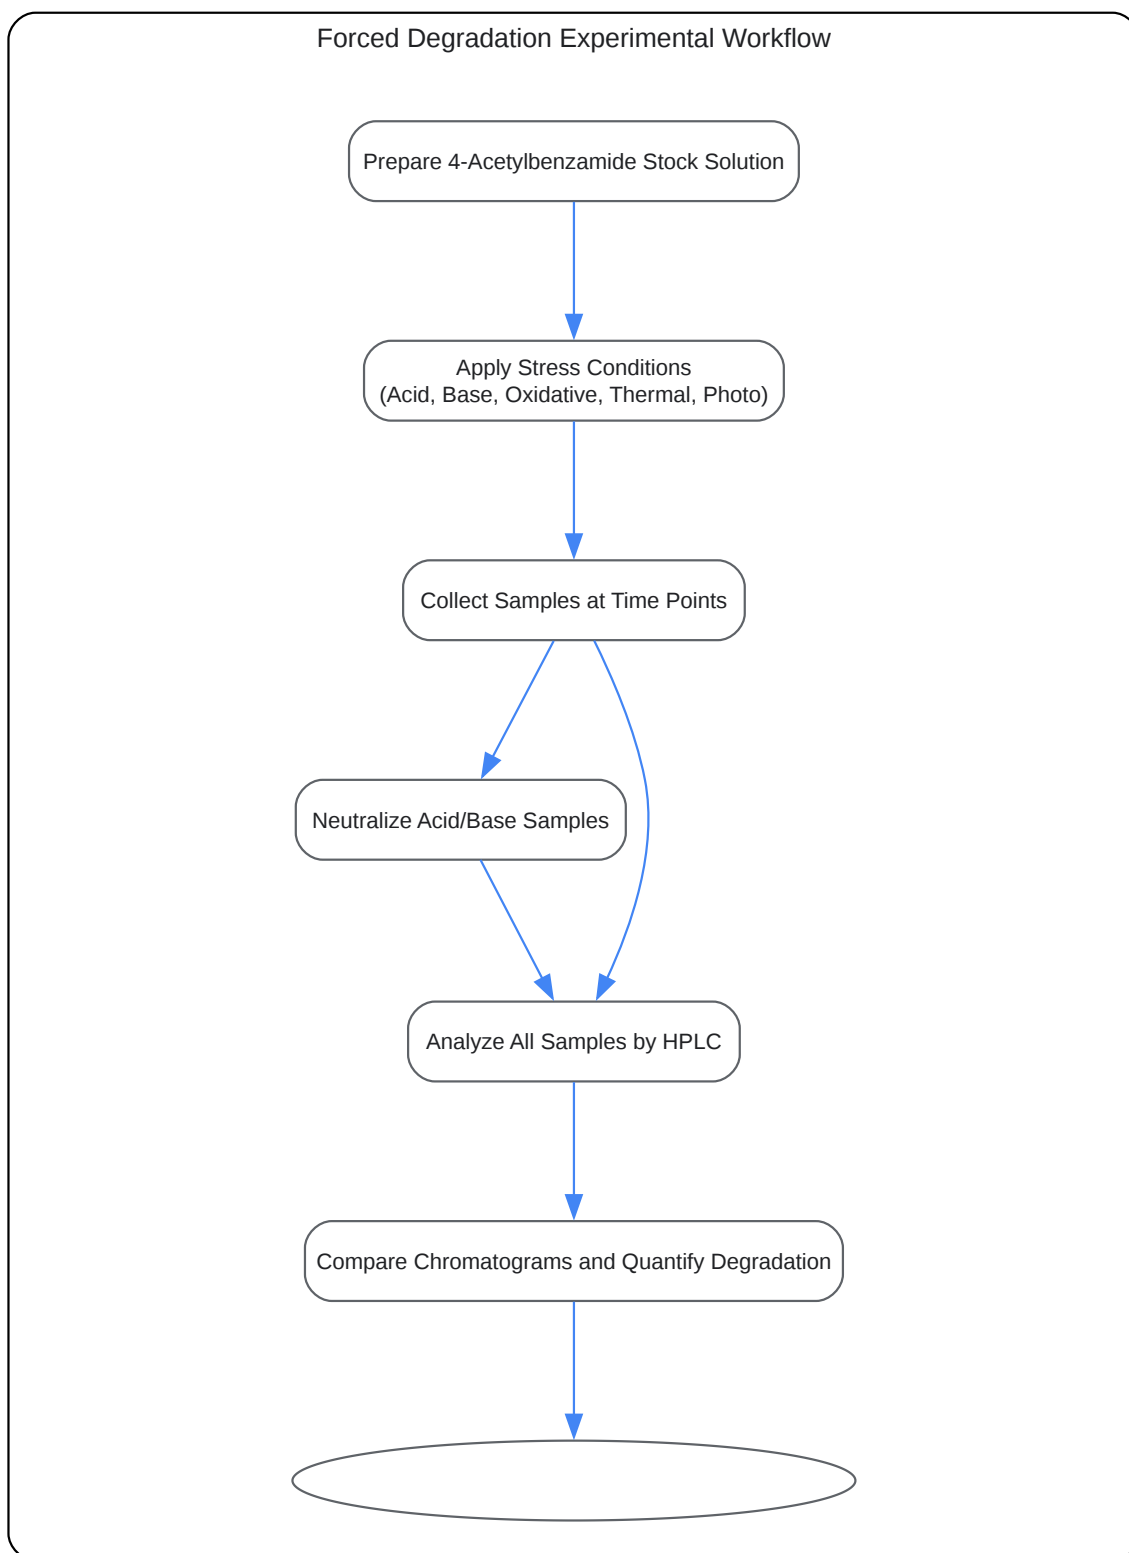 Forced Degradation Experimental Workflow
Prepare 4-Acetylbenzamide Stock Solution
Apply Stress Conditions
(Acid, Base, Oxidative, Thermal, Photo)
Collect Samples at Time Points
Neutralize Acid/Base Samples
Analyze All Samples by HPLC
Compare Chromatograms and Quantify Degradation